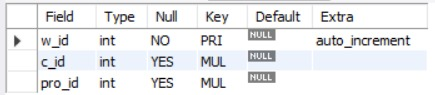 Field Type Null Key Default Extra
w_id int NO PRI NULL auto_increment
c_id int YES MUL NULL
pro_id int YES MUL NULL